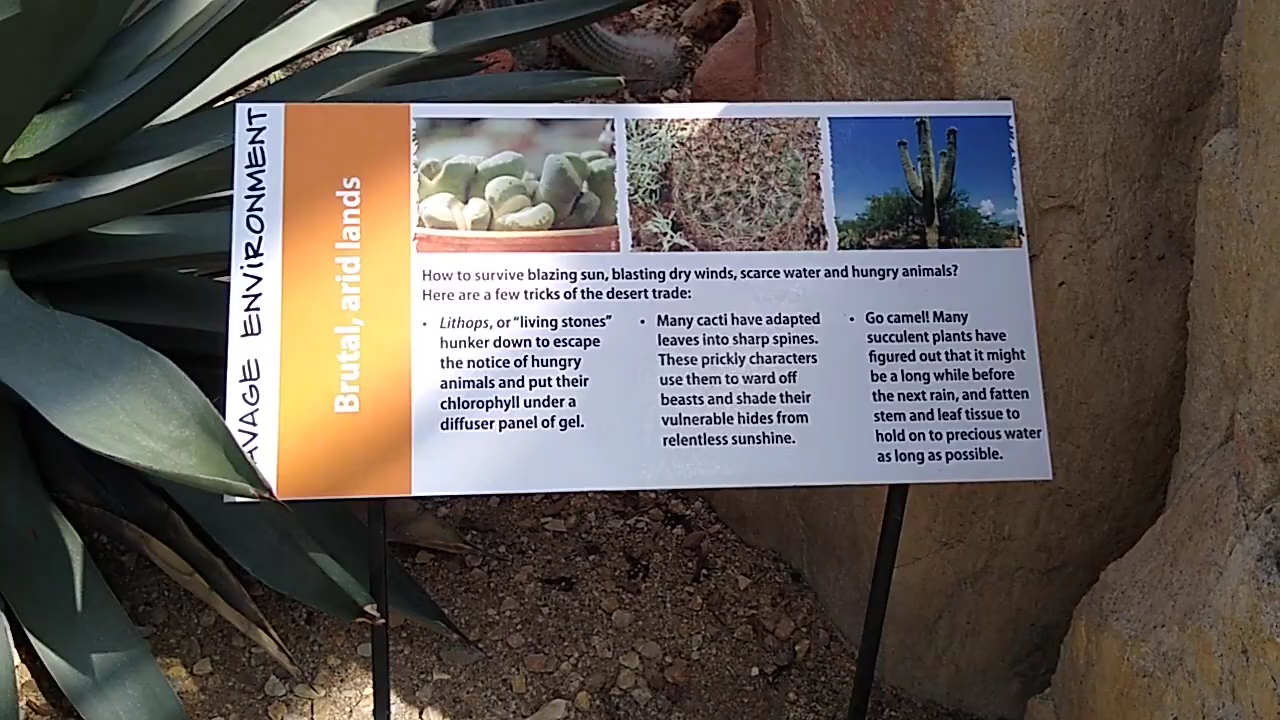 AVAGE ENVIRONMENT
Brutal, arid lands
How to survive blazing sun, blasting dry winds, scarce water and hungry animals?
Here are a few tricks of the desert trade:
• Lithops, or “living stones”
hunker down to escape
the notice of hungry
animals and put their
chlorophyll under a
diffuser panel of gel.
• Many cacti have adapted
leaves into sharp spines.
These prickly characters
use them to ward off
beasts and shade their
vulnerable hides from
relentless sunshine.
• Go camel! Many
succulent plants have
figured out that it might
be a long while before
the next rain, and fatten
stem and leaf tissue to
hold on to precious water
as long as possible.